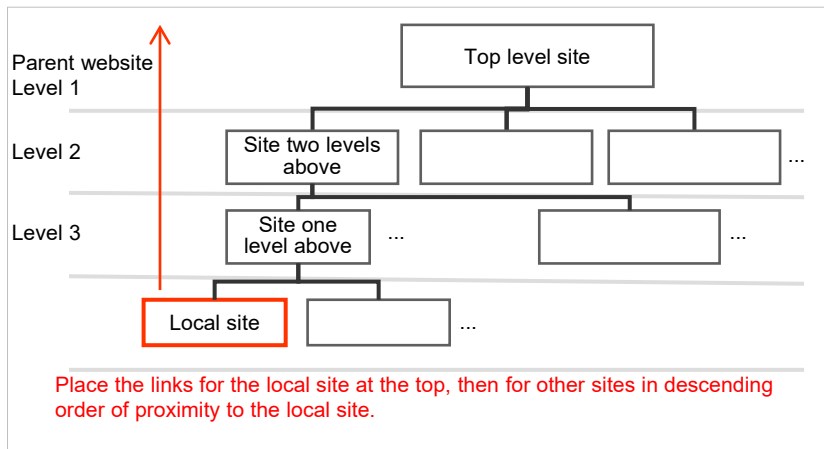 Parent website
Level 1
Top level site
Level 2
Site two levels
above
...
Level 3
Site one
level above
...
...
Local site
...
Place the links for the local site at the top, then for other sites in descending
order of proximity to the local site.